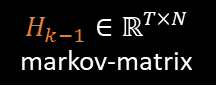 H_{k-1} ∈ ℝ^{T×N}
markov-matrix